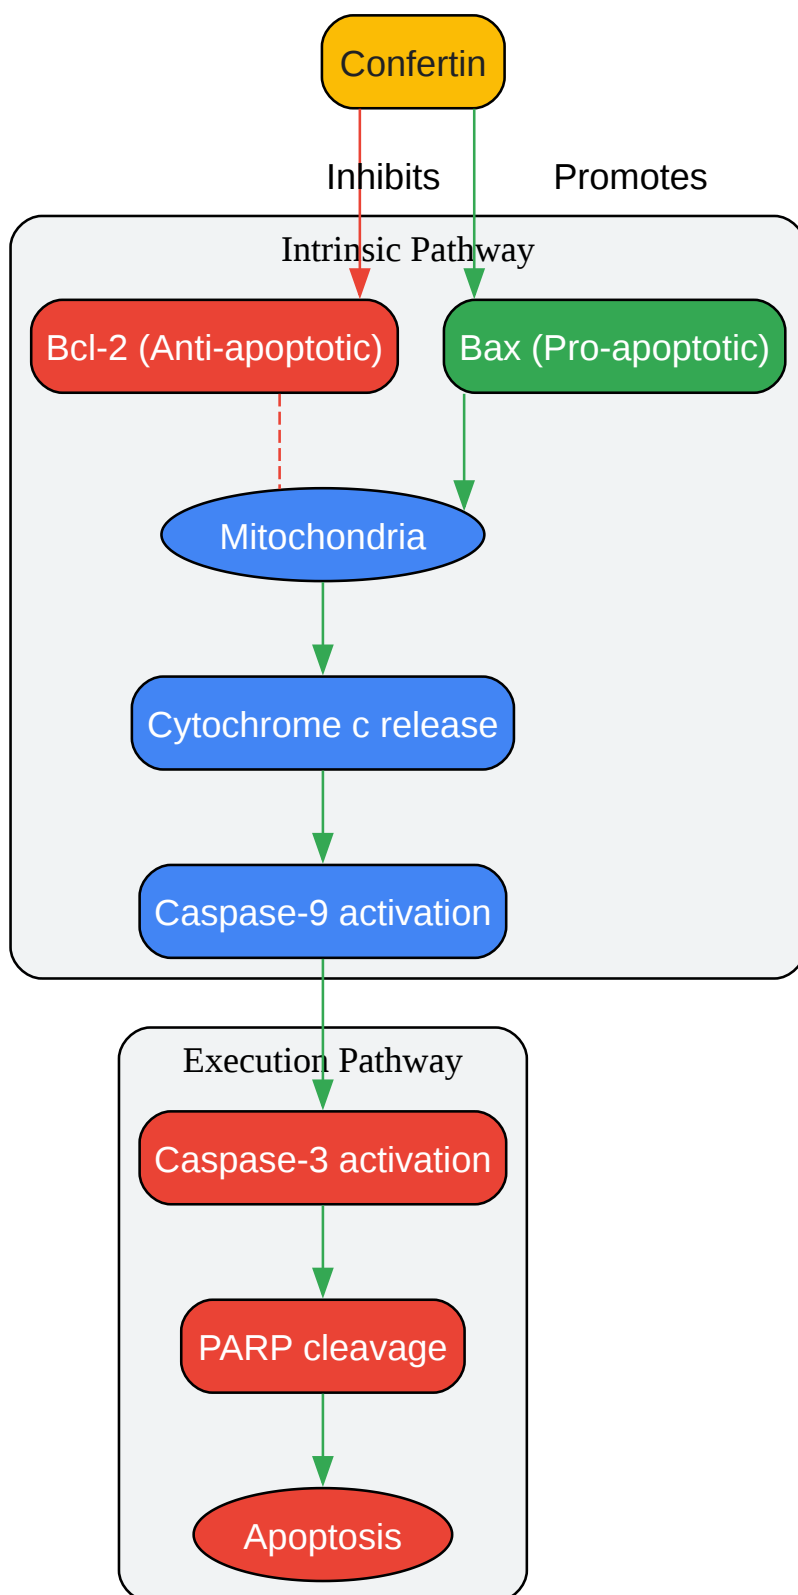 Confertin
Inhibits
Promotes
Intrinsic Pathway
Bcl-2 (Anti-apoptotic)
Bax (Pro-apoptotic)
Mitochondria
Cytochrome c release
Caspase-9 activation
Execution Pathway
Caspase-3 activation
PARP cleavage
Apoptosis